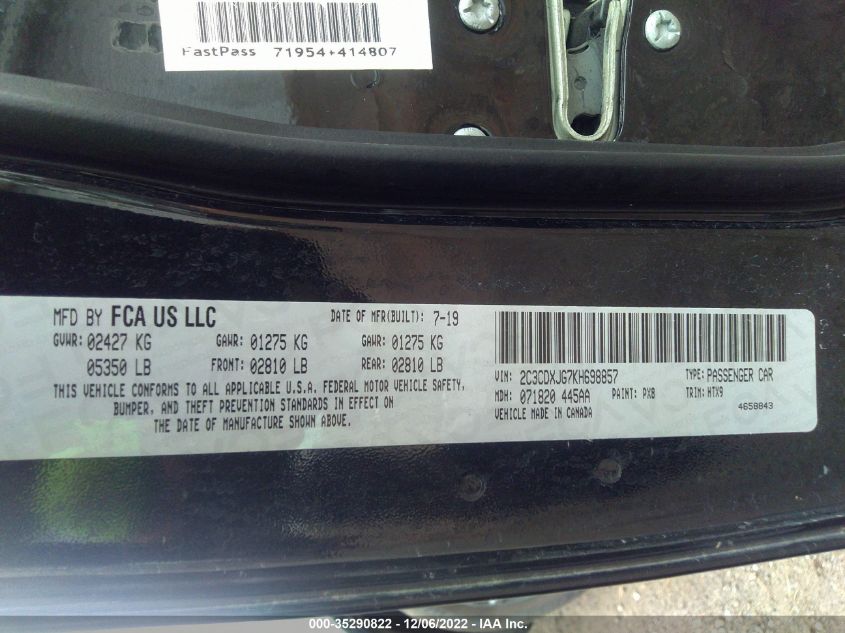 FastPass 71954+414807
MFD BY FCA US LLC
DATE OF MFR(BUILT): 7-19
GVWR: 02427 KG GAWR: 01275 KG GAWR: 01275 KG
05350 LB FRONT: 02810 LB REAR: 02810 LB
THIS VEHICLE CONFORMS TO ALL APPLICABLE U.S.A. FEDERAL MOTOR VEHICLE SAFETY,
BUMPER, AND THEFT PREVENTION STANDARDS IN EFFECT ON
THE DATE OF MANUFACTURE SHOWN ABOVE.
VIN: 2C3CDXJG7KH698857 TYPE: PASSENGER CAR
MDH: 071820 445AA PAINT: PX8 TRIM: HTX9
VEHICLE MADE IN CANADA 4658843
000-35290822 - 12/06/2022 - IAA Inc.